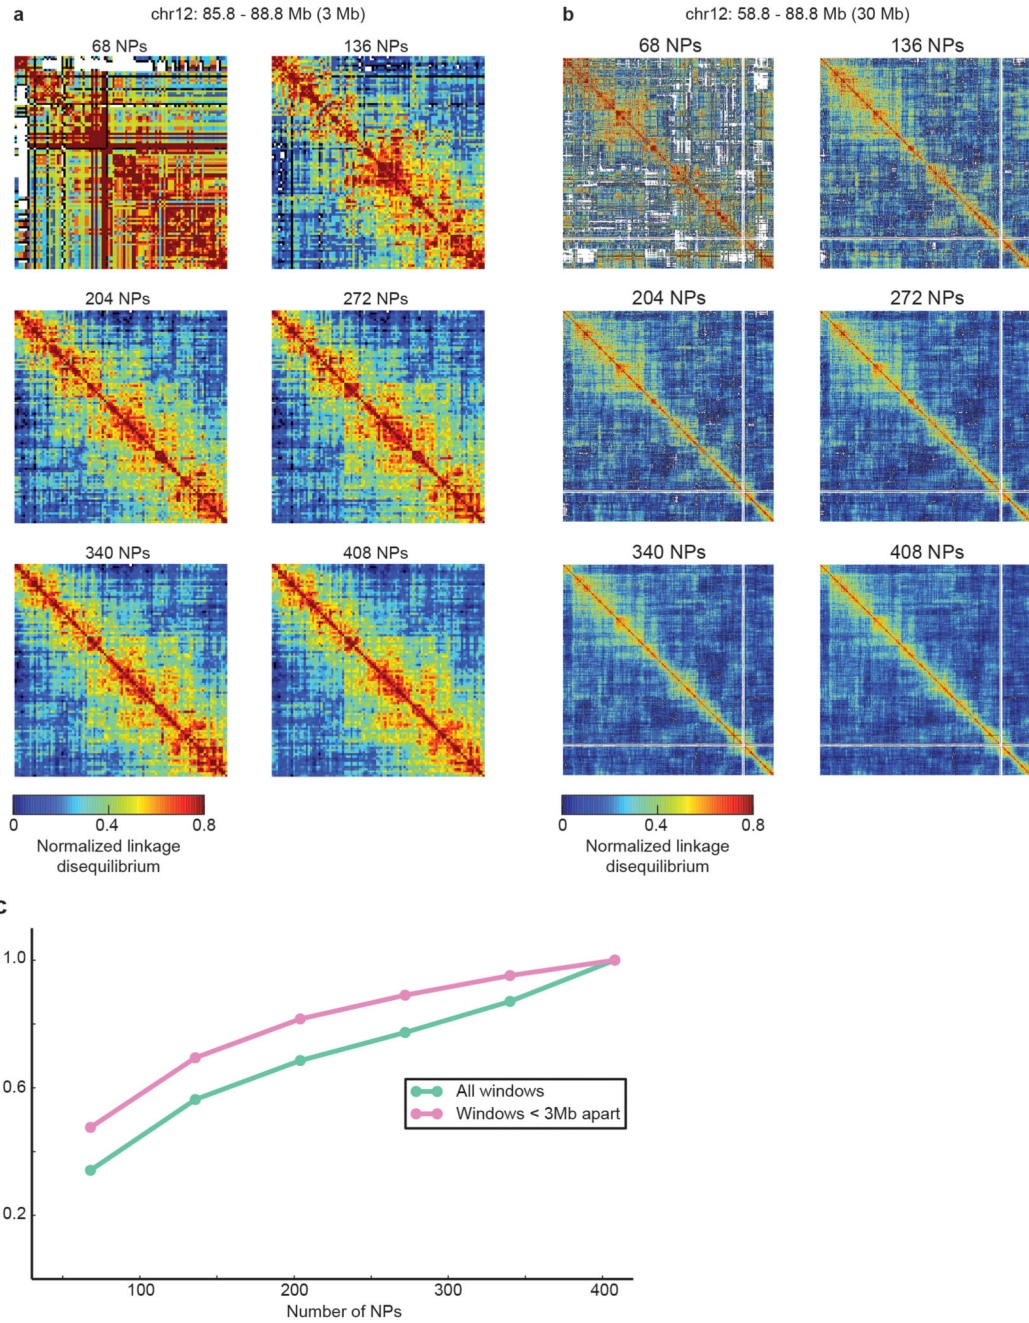 a
chr12: 85.8 - 88.8 Mb (3 Mb)
68 NPs
136 NPs
204 NPs
272 NPs
340 NPs
408 NPs
0
0.4
0.8
Normalized linkage
disequilibrium
b
chr12: 58.8 - 88.8 Mb (30 Mb)
68 NPs
136 NPs
204 NPs
272 NPs
340 NPs
408 NPs
0
0.4
0.8
Normalized linkage
disequilibrium
c
1.0
0.6
0.2
All windows
Windows < 3Mb apart
100
200
300
400
Number of NPs